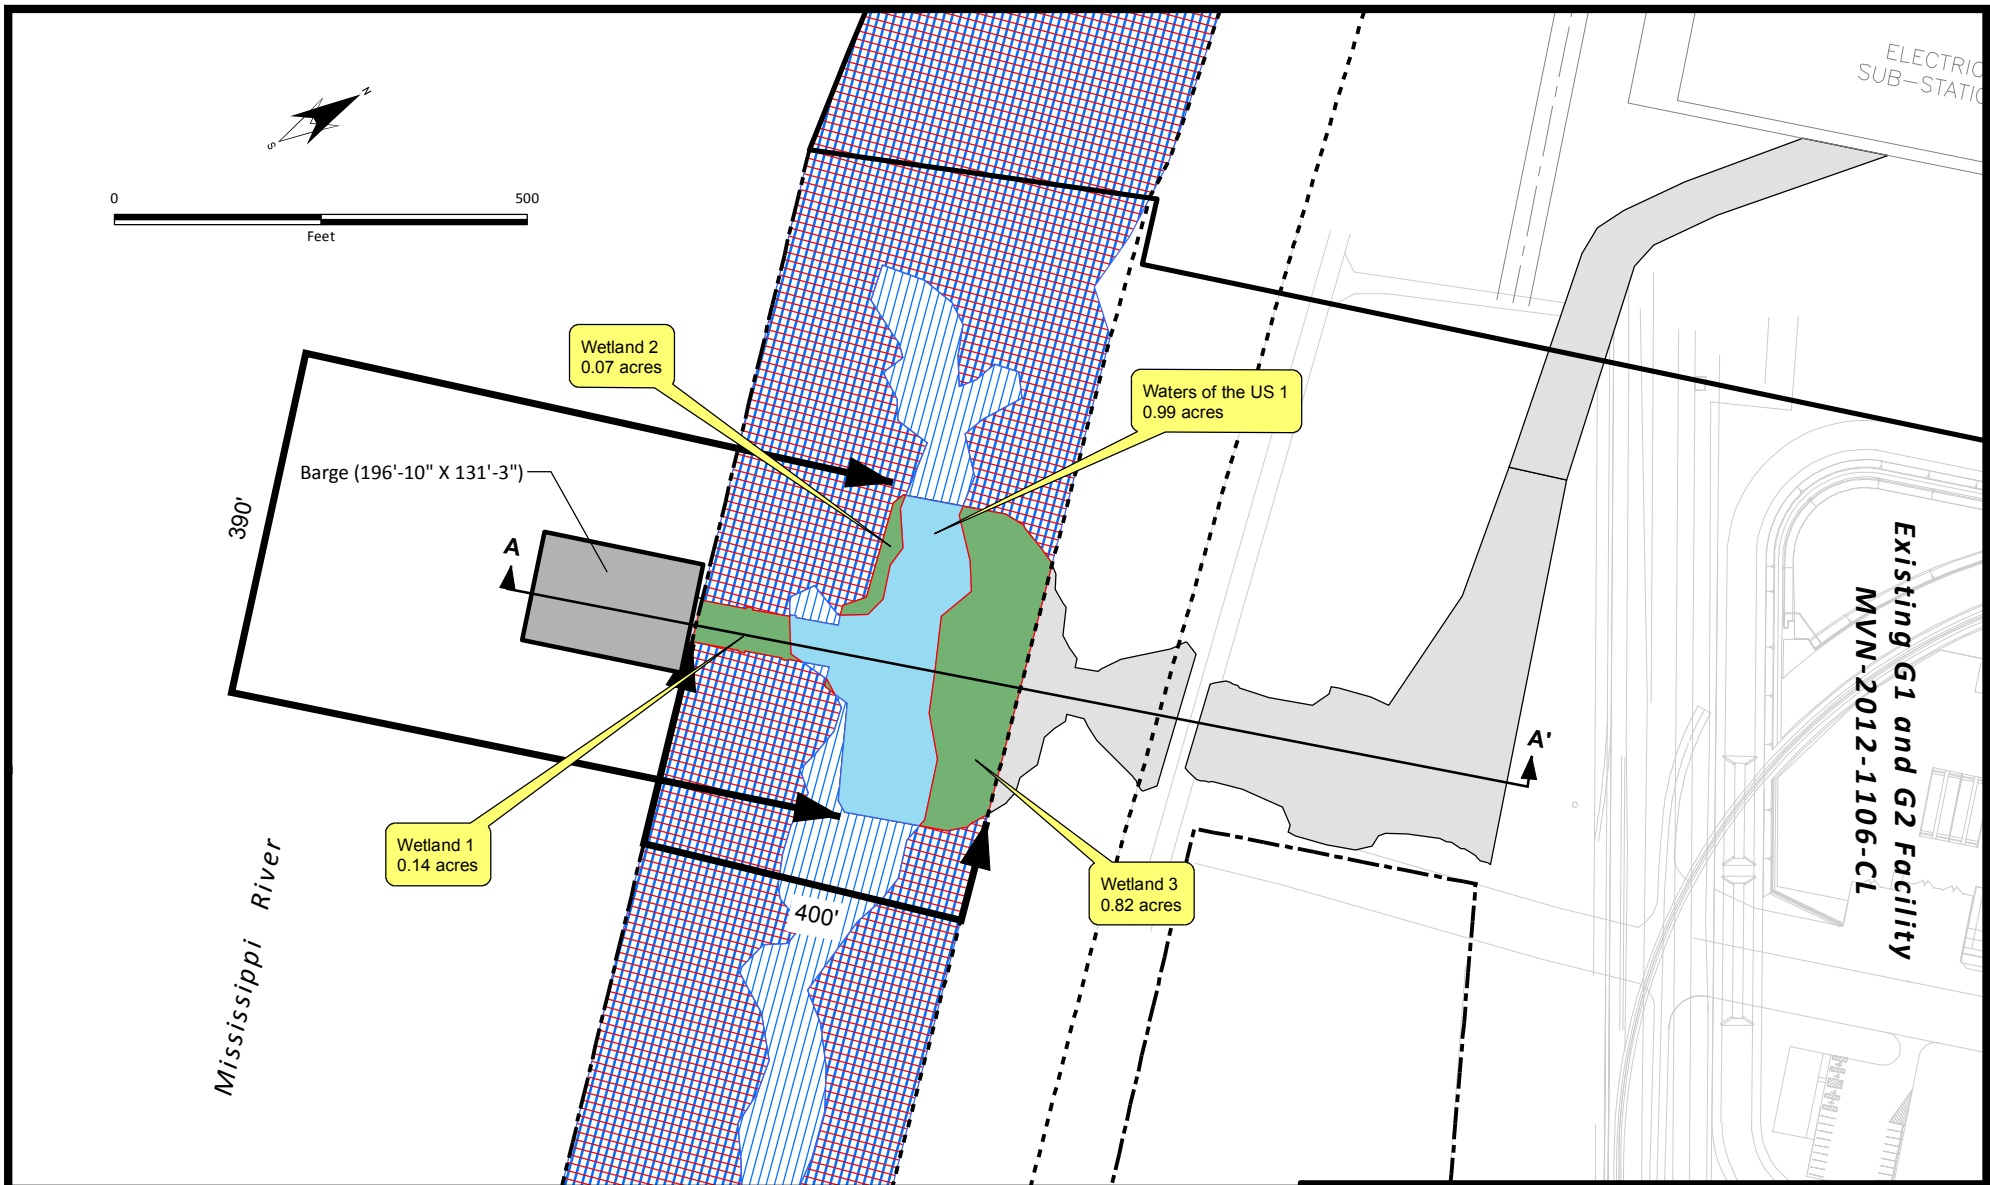 ELECTRIC
SUB-STATIO
N
S
0
500
Feet
Wetland 2
0.07 acres
Waters of the US 1
0.99 acres
Barge (196'-10" X 131'-3")
390'
A
A'
Existing G1 and G2 Facility
MVN-2012-1106-CL
Wetland 1
0.14 acres
Wetland 3
0.82 acres
400'
Mississippi River